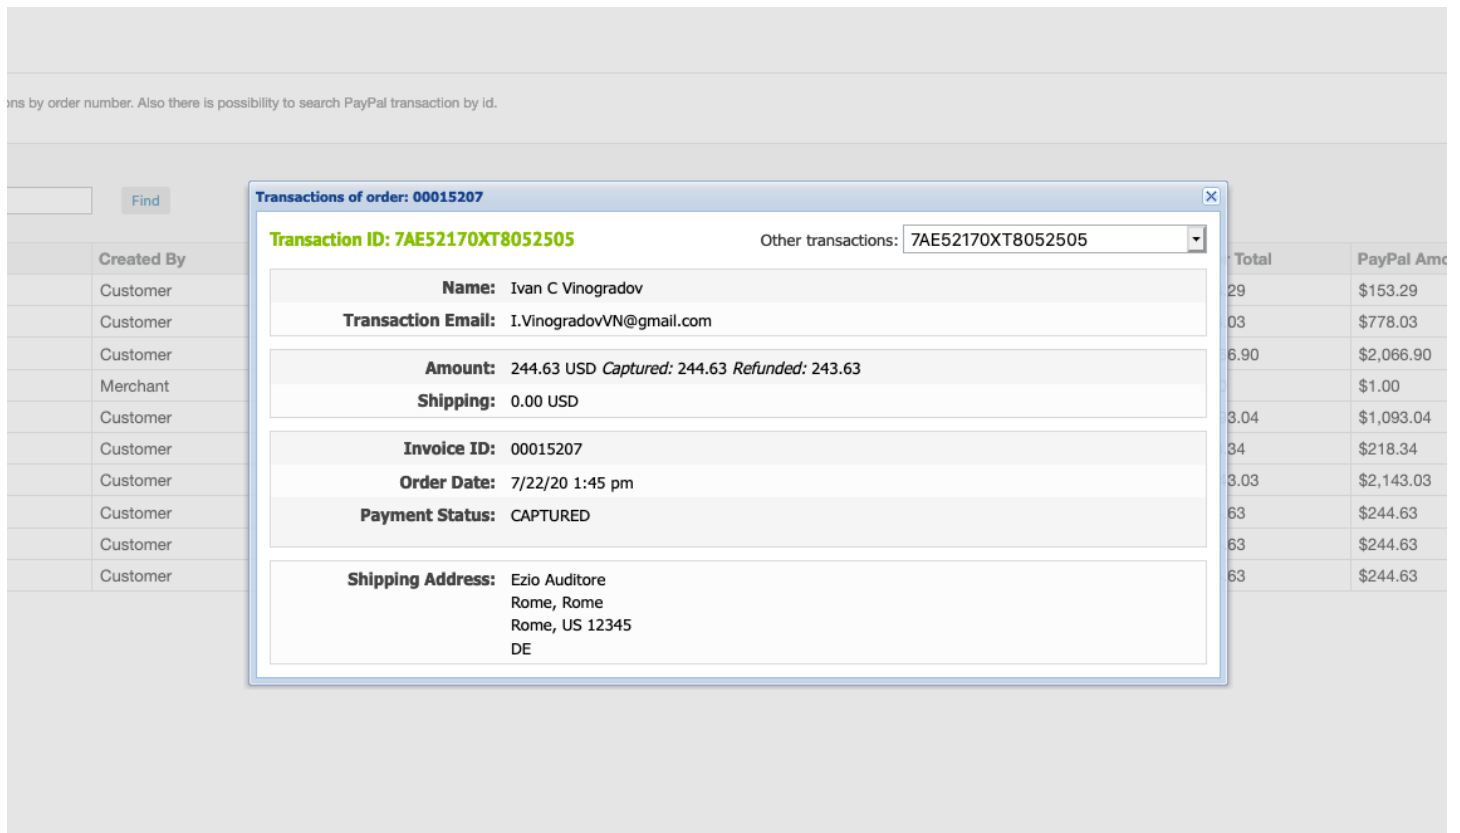 ons by order number. Also there is possibility to search PayPal transaction by id.
Find
Transactions of order: 00015207
Transaction ID: 7AE52170XT8052505
Other transactions: 7AE52170XT8052505
Created By
Total
PayPal Amo
Name: Ivan C Vinogradov
Customer
29
$153.29
Transaction Email: I.VinogradovVN@gmail.com
Customer
03
$778.03
Customer
6.90
$2,066.90
Amount: 244.63 USD Captured: 244.63 Refunded: 243.63
Merchant
$1.00
Shipping: 0.00 USD
Customer
3.04
$1,093.04
Invoice ID: 00015207
Customer
34
$218.34
Order Date: 7/22/20 1:45 pm
Customer
3.03
$2,143.03
Payment Status: CAPTURED
Customer
63
$244.63
Customer
63
$244.63
Shipping Address: Ezio Auditore
Customer
63
$244.63
Rome, Rome
Rome, US 12345
DE